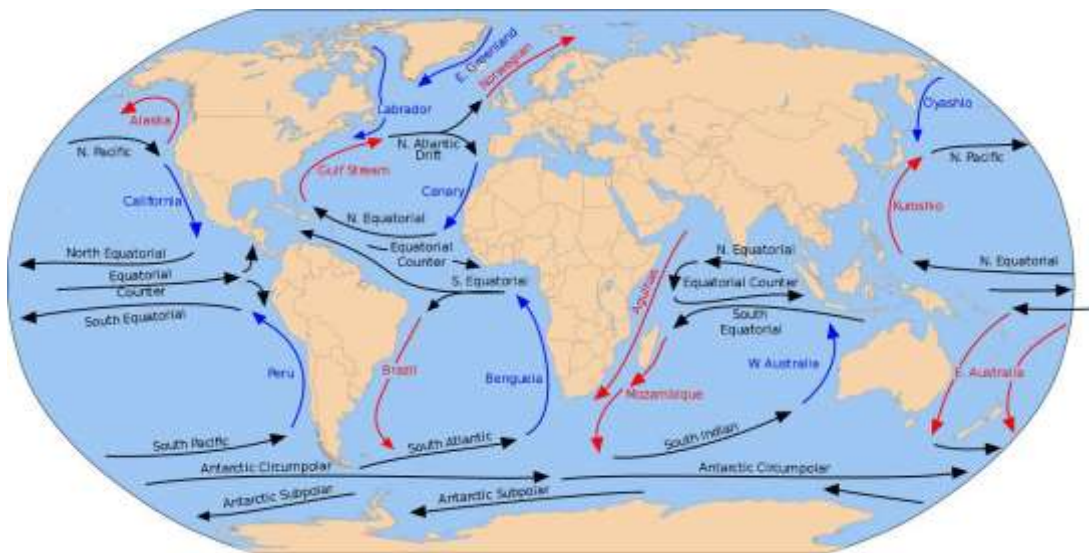 E. Greenland
Norwegian
Labrador
Oyashio
Alaska
N. Pacific
N. Atlantic
Drift
N. Pacific
Gulf Stream
Canary
California
Kuroshio
N. Equatorial
North Equatorial
Equatorial
Counter
N. Equatorial
N. Equatorial
Equatorial
Counter
S. Equatorial
Equatorial Counter
South Equatorial
South
Equatorial
Agulhas
Peru
Brazil
Benguela
Mozambique
W. Australia
E. Australia
South Pacific
South Atlantic
South Indian
Antarctic Circumpolar
Antarctic Circumpolar
Antarctic Subpolar
Antarctic Subpolar